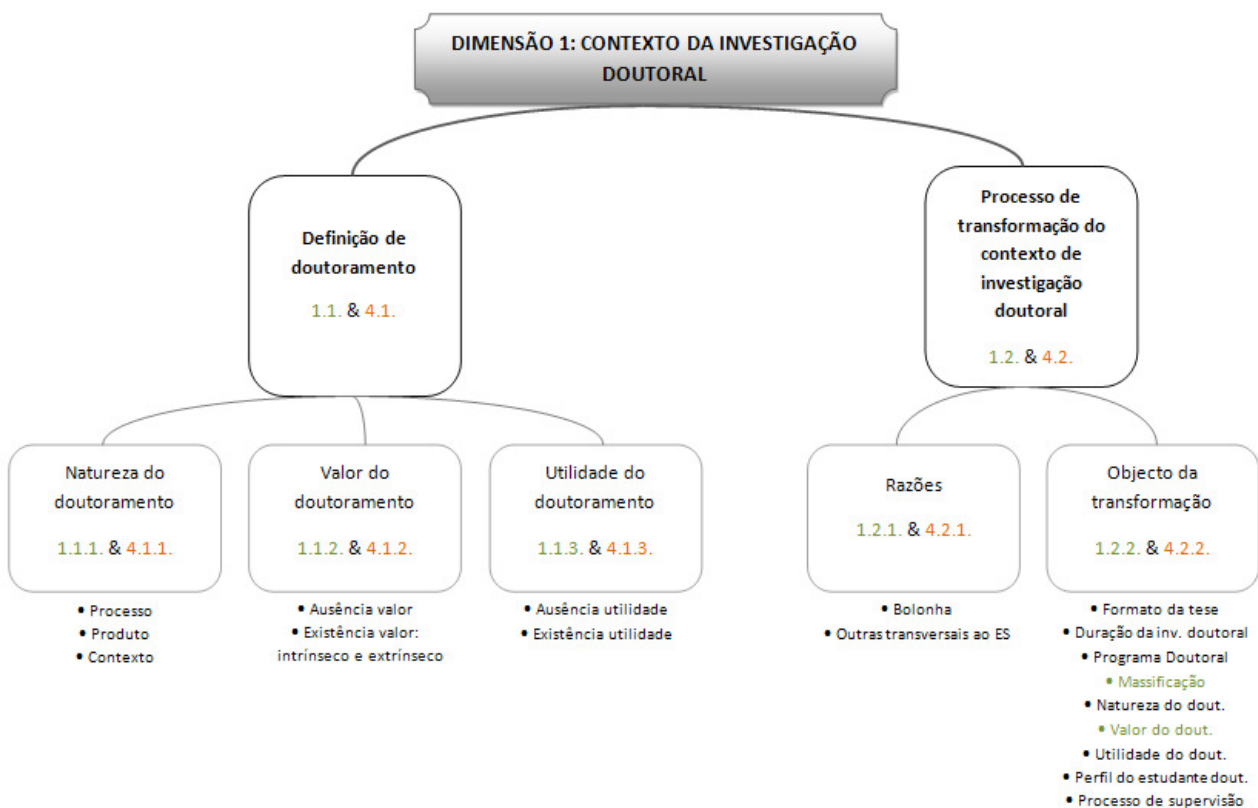 DIMENSÃO 1: CONTEXTO DA INVESTIGAÇÃO
DOUTORAL
Definição de
doutoramento
1.1. & 4.1.
Processo de
transformação do
contexto de
investigação
doutoral
1.2. & 4.2.
Natureza do
doutoramento
1.1.1. & 4.1.1.
• Processo
• Produto
• Contexto
Valor do
doutoramento
1.1.2. & 4.1.2.
• Ausência valor
• Existência valor:
intrínseco e extrínseco
Utilidade do
doutoramento
1.1.3. & 4.1.3.
• Ausência utilidade
• Existência utilidade
Razões
1.2.1. & 4.2.1.
• Bolonha
• Outras transversais ao ES
Objecto da
transformação
1.2.2. & 4.2.2.
• Formato da tese
• Duração da inv. doutoral
• Programa Doutoral
• Massificação
• Natureza do dout.
• Valor do dout.
• Utilidade do dout.
• Perfil do estudante dout.
• Processo de supervisão